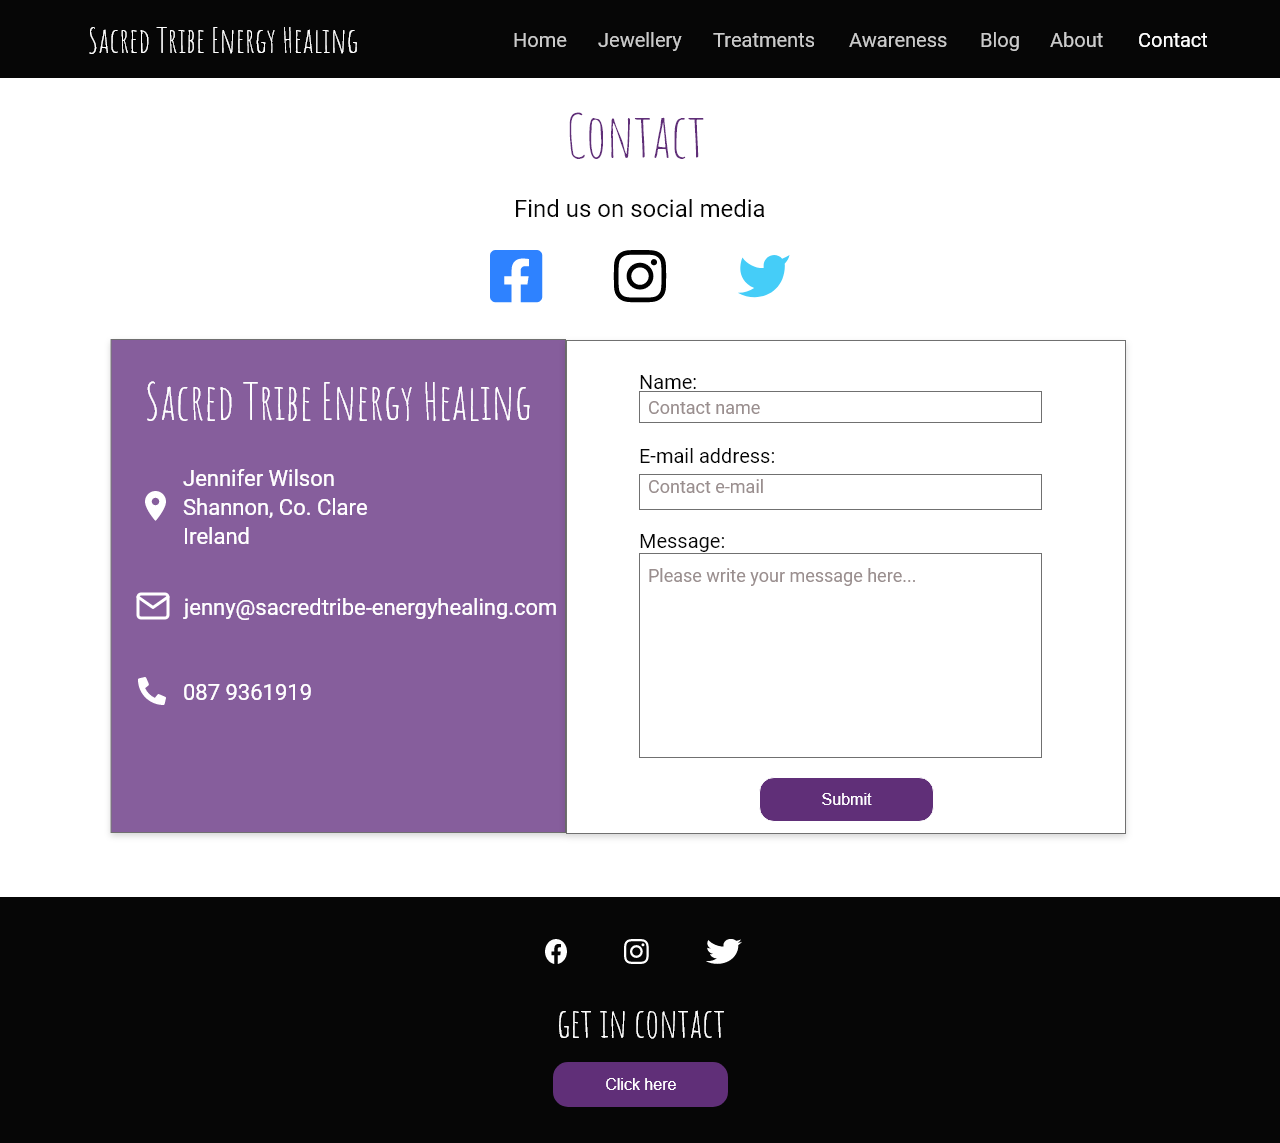 Sacred Tribe Energy Healing
Home Jewellery Treatments Awareness Blog About Contact
Contact
Find us on social media
Sacred Tribe Energy Healing
Jennifer Wilson
Shannon, Co. Clare
Ireland
jenny@sacredtribe-energyhealing.com
087 9361919
Name:
Contact name
E-mail address:
Contact e-mail
Message:
Please write your message here...
Submit
get in contact
Click here